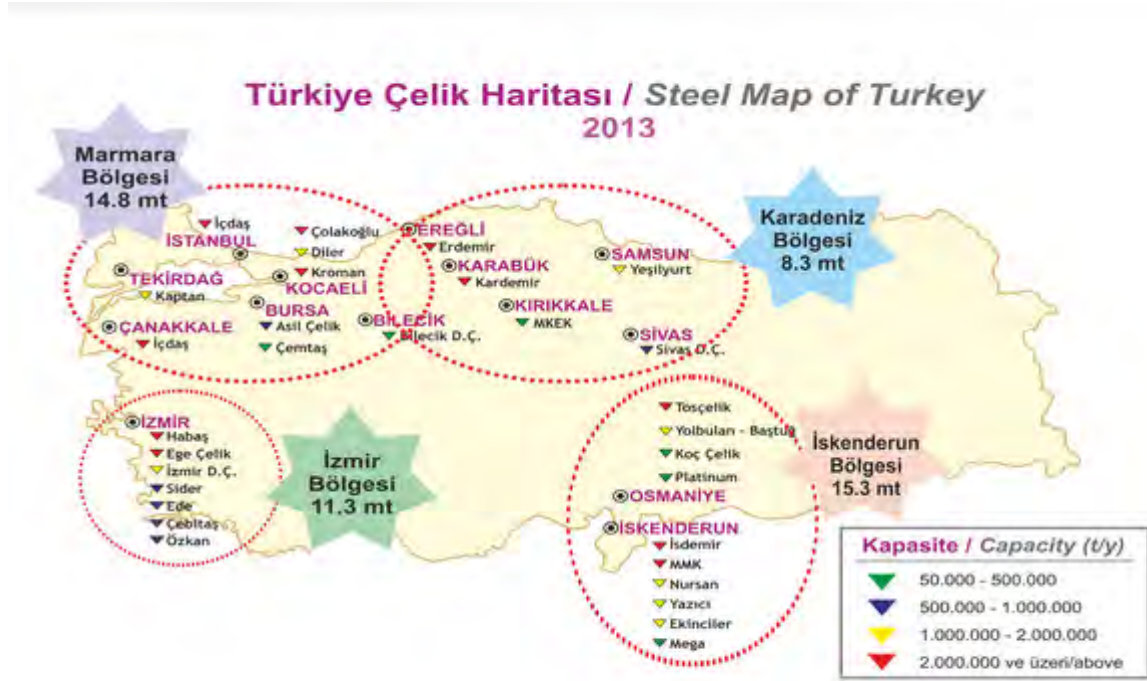 Türkiye Çelik Haritası / Steel Map of Turkey
2013
Marmara
Bölgesi
14.8 mt
Karadeniz
Bölgesi
8.3 mt
İçdaş
İSTANBUL
Çolakoğlu
Diler
Kroman
KOCAELİ
TEKİRDAĞ
Kaptan
BURSA
Asil Çelik
Çemtaş
ÇANAKKALE
İçdaş
BİLECİK
Bilecik D.Ç.
EREĞLİ
Erdemir
KARABÜK
Kardemir
SAMSUN
Yeşilyurt
KIRIKKALE
MKEK
SİVAS
Sivas D.Ç.
İZMİR
Habaş
Ege Çelik
İzmir D.Ç.
Sider
Ede
Çebitaş
Özkan
İzmir
Bölgesi
11.3 mt
Tosçelik
Yolbulan - Baştuğ
Koç Çelik
Platinum
OSMANİYE
İSKENDERUN
İsdemir
MMK
Nursan
Yazıcı
Ekinciler
Mega
İskenderun
Bölgesi
15.3 mt
Kapasite / Capacity (t/y)
50.000 - 500.000
500.000 - 1.000.000
1.000.000 - 2.000.000
2.000.000 ve üzeri/above